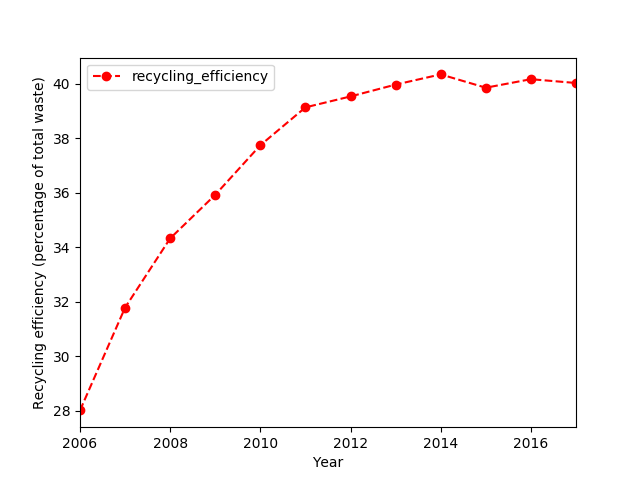 recycling_efficiency
Recycling efficiency (percentage of total waste)
40
38
36
34
32
30
28
2006 2008 2010 2012 2014 2016
Year